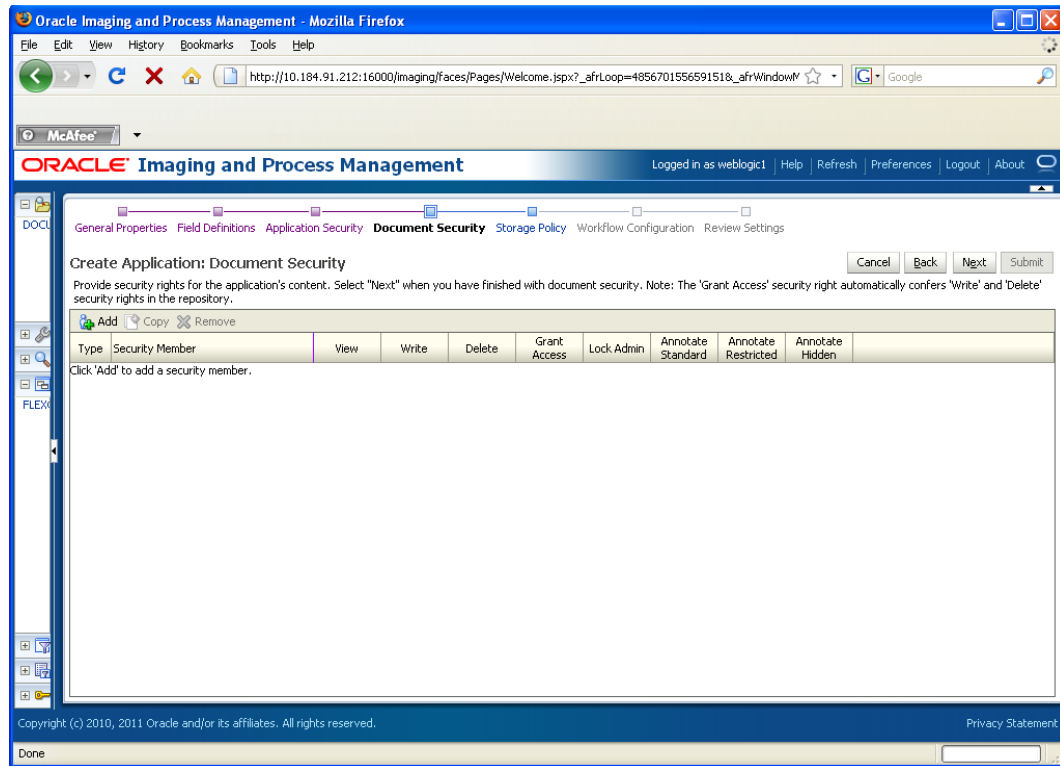 Oracle Imaging and Process Management - Mozilla Firefox
File Edit View History Bookmarks Tools Help
http://10.184.91.212:16000/imaging/faces/Pages/Welcome.jspx?_afrLoop=485670155659151&_afrWindowM G Google
McAfee
ORACLE Imaging and Process Management Logged in as weblogic1 | Help | Refresh | Preferences | Logout | About
General Properties Field Definitions Application Security Document Security Storage Policy Workflow Configuration Review Settings
DOCU
Create Application: Document Security Cancel Back Next Submit
Provide security rights for the application's content. Select "Next" when you have finished with document security. Note: The 'Grant Access' security right automatically confers 'Write' and 'Delete'
security rights in the repository.
Add Copy Remove
Type Security Member View Write Delete Grant Access Lock Admin Annotate Standard Annotate Restricted Annotate Hidden
Click 'Add' to add a security member.
FLEXC
Copyright (c) 2010, 2011 Oracle and/or its affiliates. All rights reserved. Privacy Statement
Done